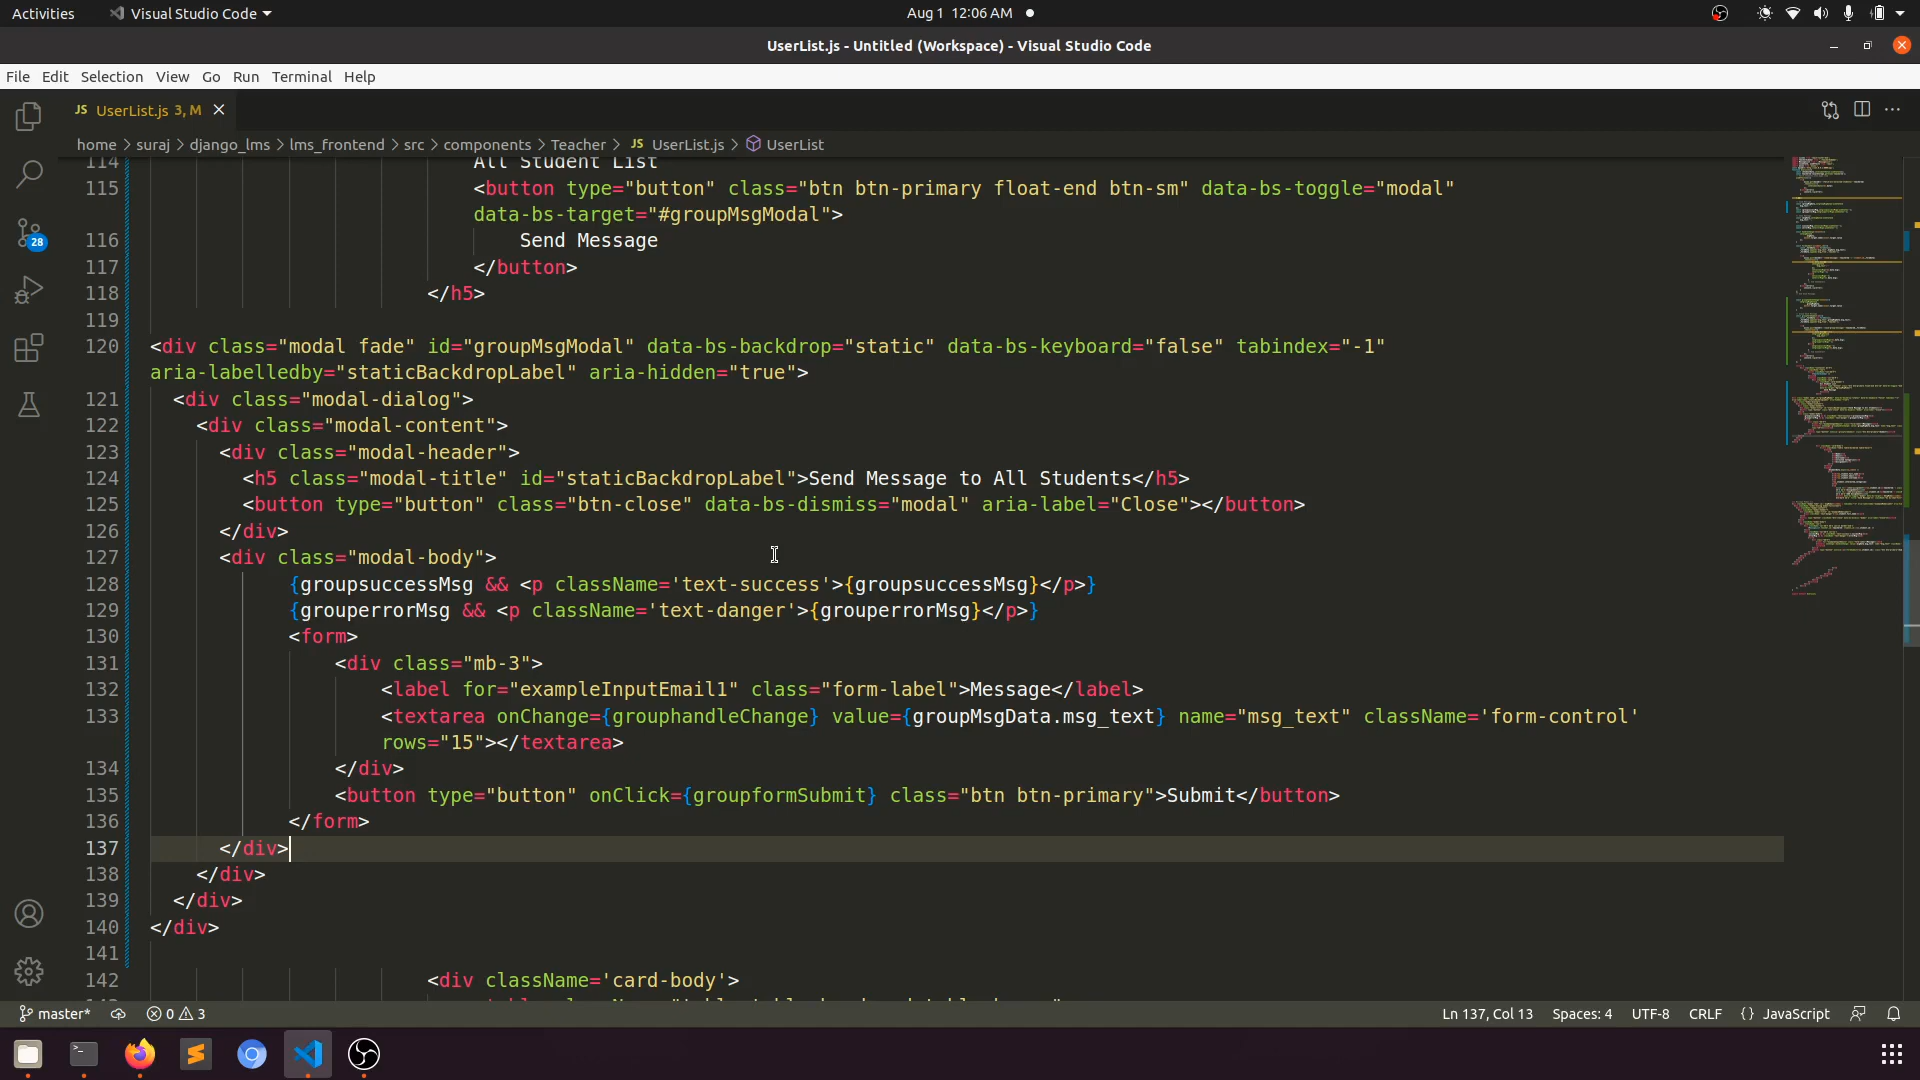 Activities Visual Studio Code Aug 1 12:06 AM
UserList.js - Untitled (Workspace) - Visual Studio Code
File Edit Selection View Go Run Terminal Help
JS UserList.js 3, M
home > suraj > django_lms > lms_frontend > src > components > Teacher > JS UserList.js > UserList
114 All Student List
115 <button type="button" class="btn btn-primary float-end btn-sm" data-bs-toggle="modal"
data-bs-target="#groupMsgModal">
116 Send Message
117 </button>
118 </h5>
119
120 <div class="modal fade" id="groupMsgModal" data-bs-backdrop="static" data-bs-keyboard="false" tabindex="-1"
aria-labelledby="staticBackdropLabel" aria-hidden="true">
121 <div class="modal-dialog">
122 <div class="modal-content">
123 <div class="modal-header">
124 <h5 class="modal-title" id="staticBackdropLabel">Send Message to All Students</h5>
125 <button type="button" class="btn-close" data-bs-dismiss="modal" aria-label="Close"></button>
126 </div>
127 <div class="modal-body">
128 {groupsuccessMsg && <p className='text-success'>{groupsuccessMsg}</p>}
129 {grouperrorMsg && <p className='text-danger'>{grouperrorMsg}</p>}
130 <form>
131 <div class="mb-3">
132 <label for="exampleInputEmail1" class="form-label">Message</label>
133 <textarea onChange={grouphandleChange} value={groupMsgData.msg_text} name="msg_text" className='form-control'
rows="15"></textarea>
134 </div>
135 <button type="button" onClick={groupformSubmit} class="btn btn-primary">Submit</button>
136 </form>
137 </div>
138 </div>
139 </div>
140 </div>
141
142 <div className='card-body'>
28
master* 0 3 Ln 137, Col 13 Spaces: 4 UTF-8 CRLF {} JavaScript